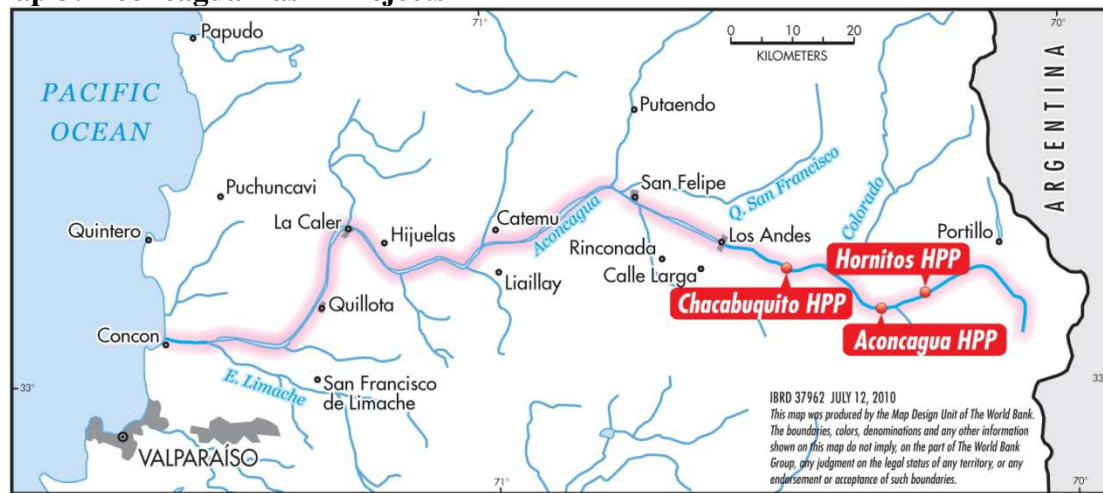 71°
70°
Papudo
0 10 20
KILOMETERS
PACIFIC
OCEAN
ARGENTINA
Putaendo
Puchuncavi
San Felipe
Q. San Francisco
Colorado
La Caler
Catemu
Aconcagua
Quintero
Hijuelas
Los Andes
Portillo
Rinconada
Hornitos HPP
Liaillay
Calle Larga
Chacabuquito HPP
Quillota
Aconcagua HPP
Concon
33°
E. Limache
San Francisco
de Limache
33
VALPARAÍSO
IBRD 37962 JULY 12, 2010
This map was produced by the Map Design Unit of The World Bank.
The boundaries, colors, denominations and any other information
shown on this map do not imply, on the part of The World Bank
Group, any judgment on the legal status of any territory, or any
endorsement or acceptance of such boundaries.
71°
70°